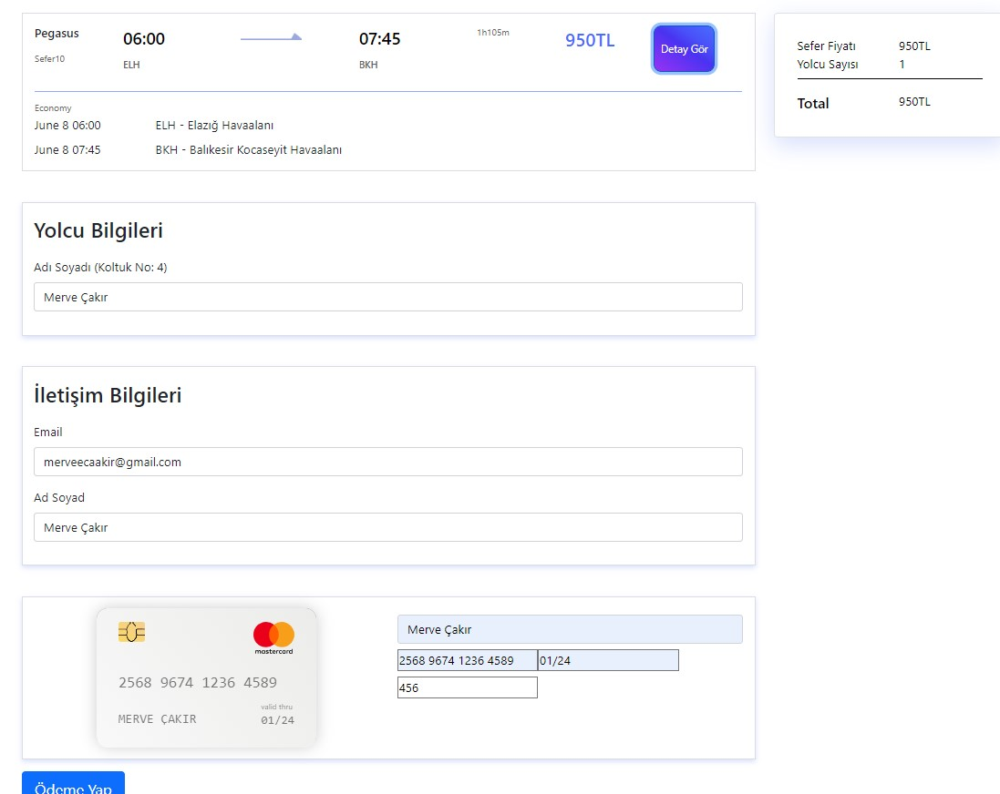 Pegasus
Sefer10
06:00
ELH
07:45
BKH
1h105m
950TL
Detay Gör
Economy
June 8 06:00 ELH - Elazığ Havaalanı
June 8 07:45 BKH - Balıkesir Kocaseyit Havaalanı
Sefer Fiyatı 950TL
Yolcu Sayısı 1
Total 950TL
Yolcu Bilgileri
Adı Soyadı (Koltuk No: 4)
Merve Çakır
İletişim Bilgileri
Email
merveecaakir@gmail.com
Ad Soyad
Merve Çakır
mastercard
2568 9674 1236 4589
valid thru
MERVE ÇAKIR 01/24
Merve Çakır
2568 9674 1236 4589 01/24
456
Ödeme Yap